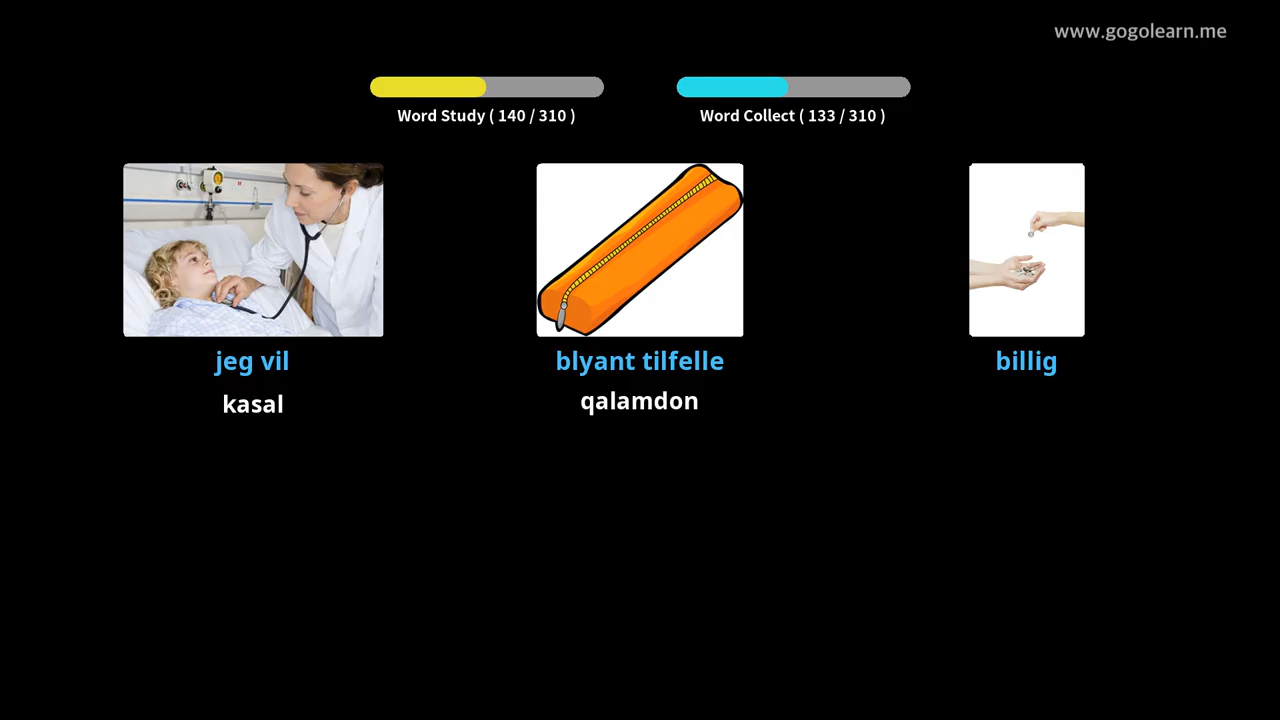 www.gogolearn.me
Word Study ( 140 / 310 )
Word Collect ( 133 / 310 )
jeg vil
kasal
blyant tilfelle
qalamdon
billig